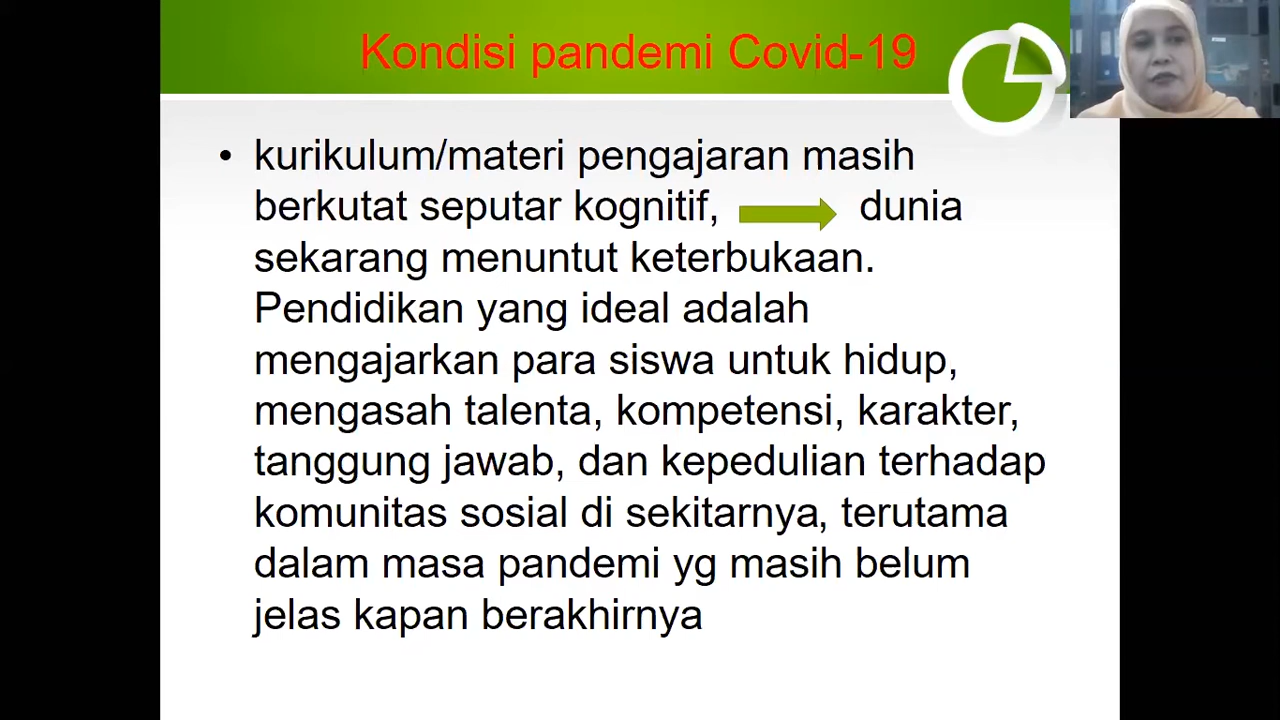 Kondisi pandemi Covid-19
• kurikulum/materi pengajaran masih
berkutat seputar kognitif, dunia
sekarang menuntut keterbukaan.
Pendidikan yang ideal adalah
mengajarkan para siswa untuk hidup,
mengasah talenta, kompetensi, karakter,
tanggung jawab, dan kepedulian terhadap
komunitas sosial di sekitarnya, terutama
dalam masa pandemi yg masih belum
jelas kapan berakhirnya